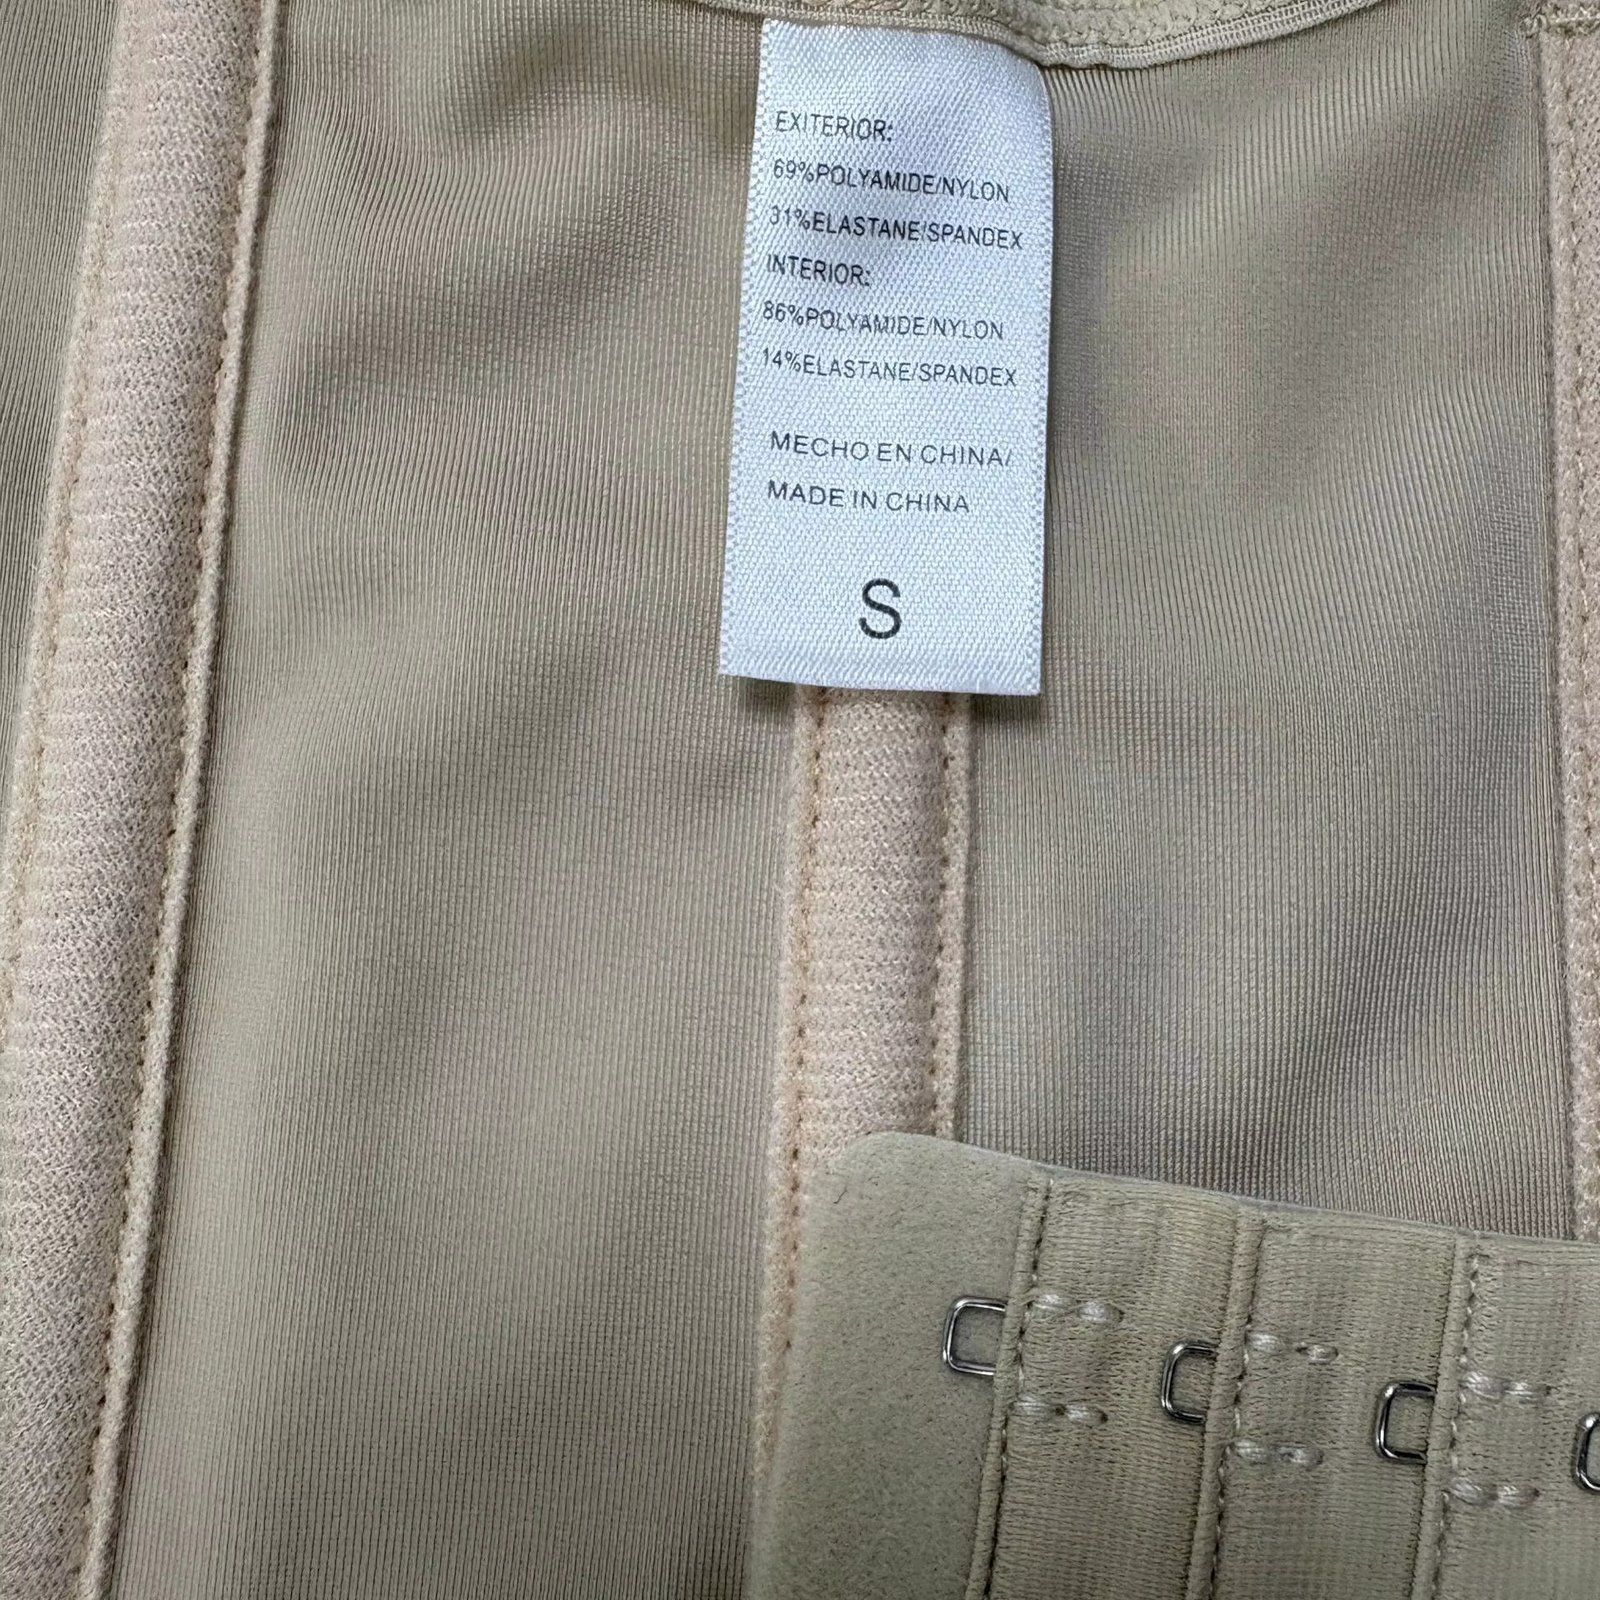 EXITERIOR:
69%POLYAMIDE/NYLON
31%ELASTANE/SPANDEX
INTERIOR:
86%POLYAMIDE/NYLON
14%ELASTANE/SPANDEX
MECHO EN CHINA/
MADE IN CHINA
S